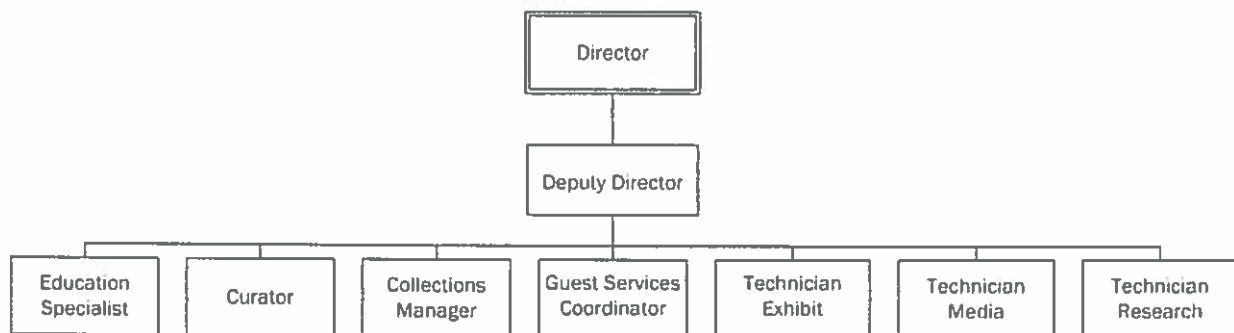 Director
Deputy Director
Education
Specialist
Curator
Collections
Manager
Guest Services
Coordinator
Technician
Exhibit
Technician
Media
Technician
Research